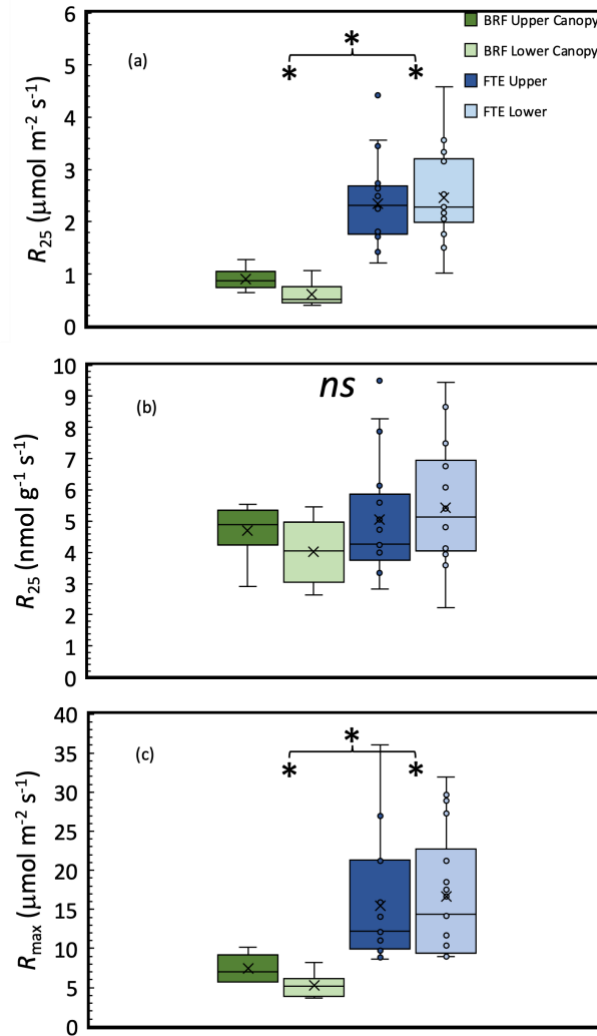 BRF Upper Canopy
BRF Lower Canopy
FTE Upper
FTE Lower
(a)
*
* *
6
5
4
3
2
1
0
R25 (μmol m-2 s-1)
(b)
ns
10
9
8
7
6
5
4
3
2
1
0
R25 (nmol g-1 s-1)
(c)
*
* *
40
35
30
25
20
15
10
5
0
Rmax (μmol m-2 s-1)